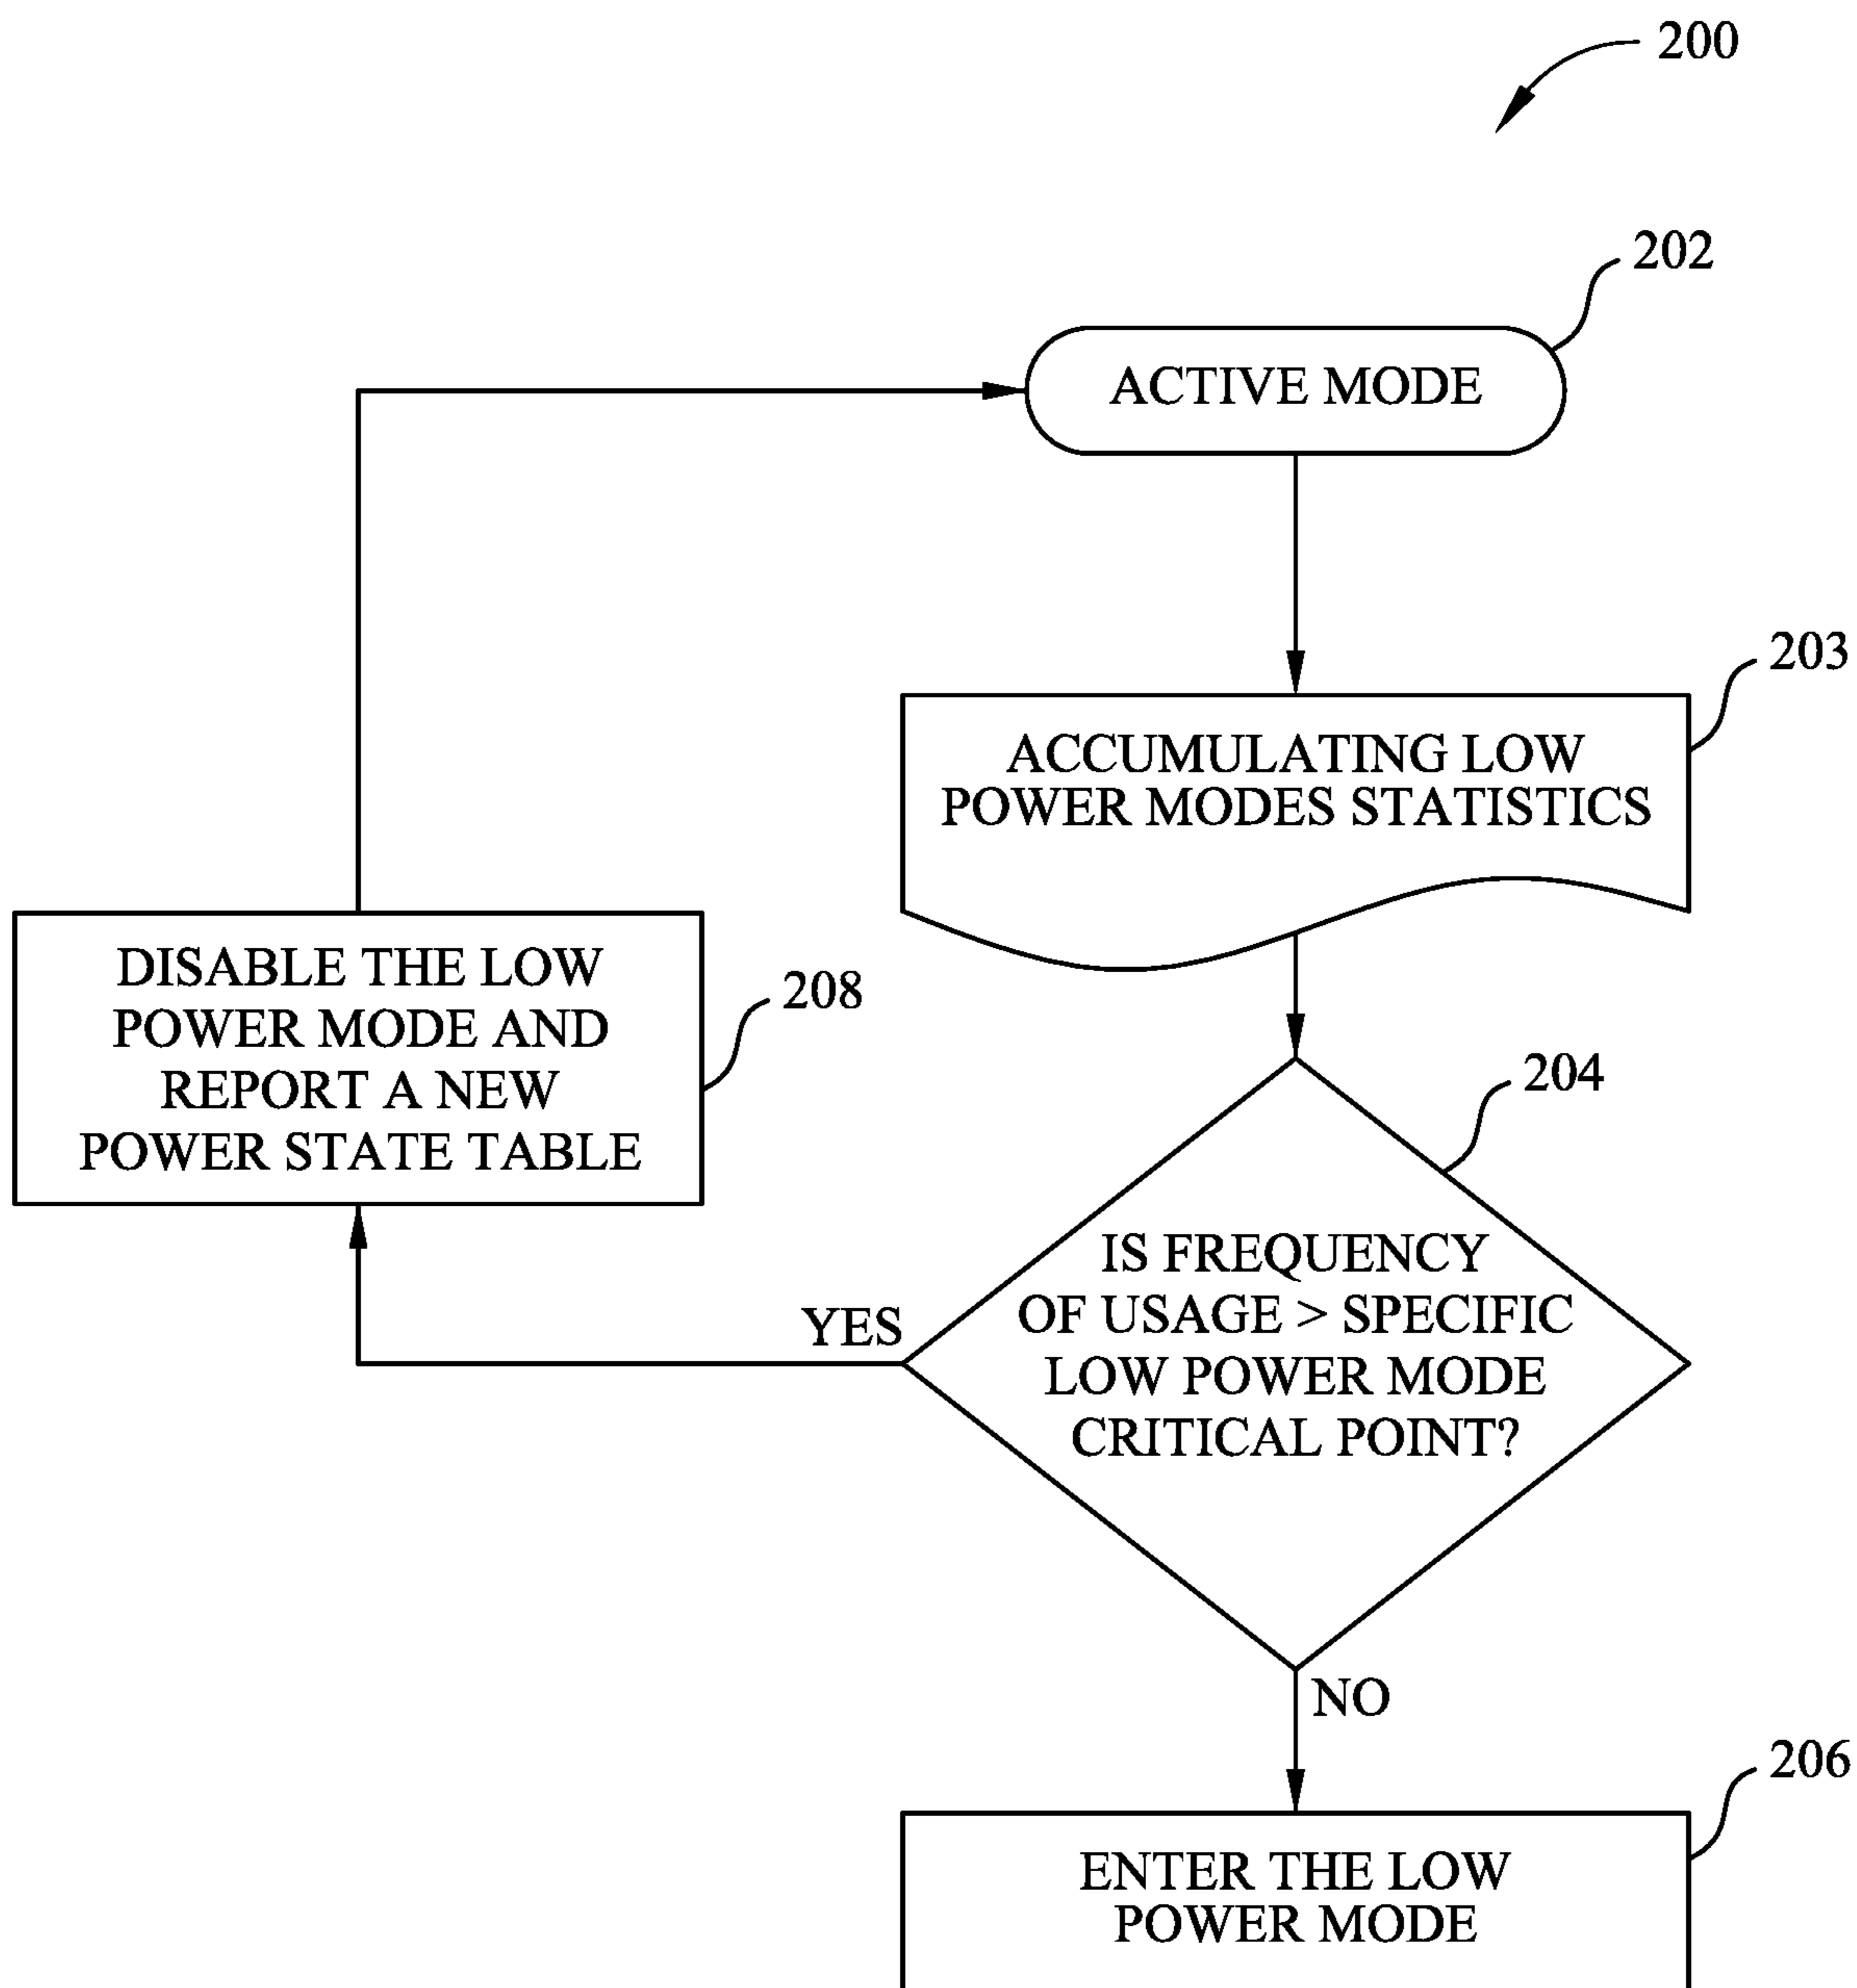 200
202
ACTIVE MODE
203
ACCUMULATING LOW
POWER MODES STATISTICS
DISABLE THE LOW
POWER MODE AND
REPORT A NEW
POWER STATE TABLE
208
204
IS FREQUENCY
OF USAGE > SPECIFIC
LOW POWER MODE
CRITICAL POINT?
YES
NO
206
ENTER THE LOW
POWER MODE